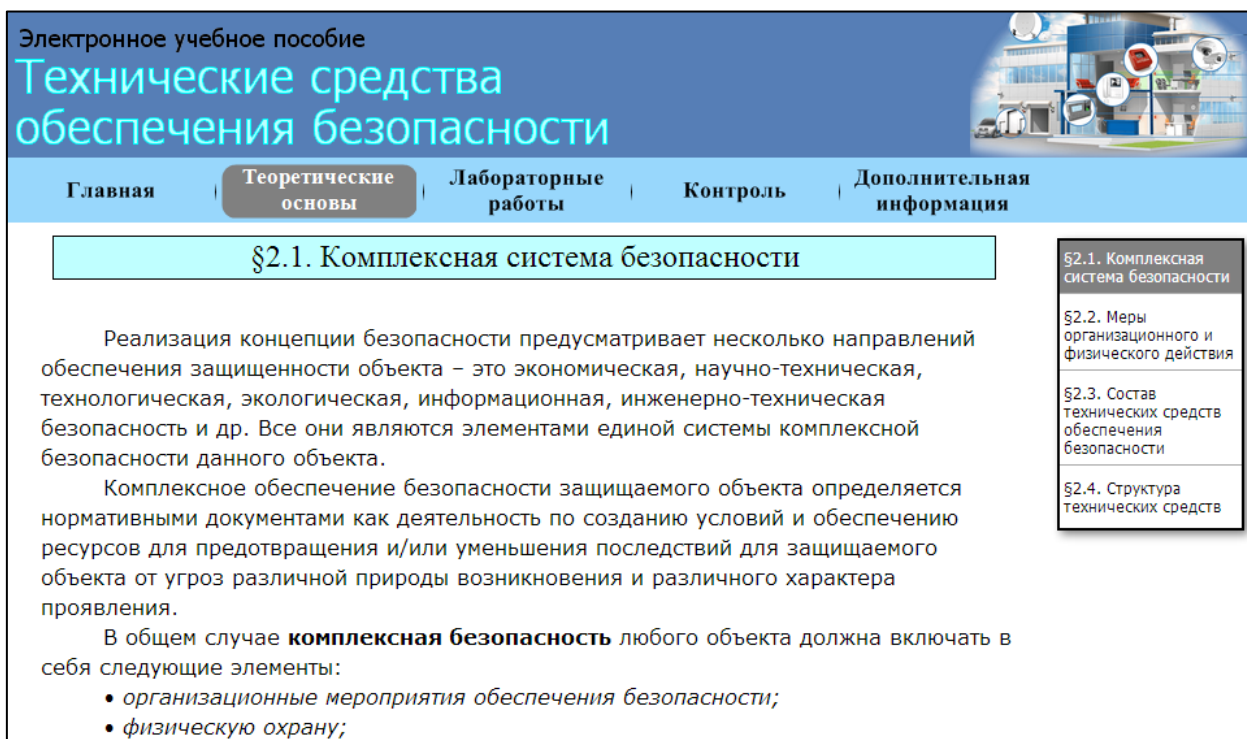 Электронное учебное пособие
Технические средства
обеспечения безопасности
Главная
Теоретические
основы
Лабораторные
работы
Контроль
Дополнительная
информация
§2.1. Комплексная система безопасности
Реализация концепции безопасности предусматривает несколько направлений
обеспечения защищенности объекта – это экономическая, научно-техническая,
технологическая, экологическая, информационная, инженерно-техническая
безопасность и др. Все они являются элементами единой системы комплексной
безопасности данного объекта.
Комплексное обеспечение безопасности защищаемого объекта определяется
нормативными документами как деятельность по созданию условий и обеспечению
ресурсов для предотвращения и/или уменьшения последствий для защищаемого
объекта от угроз различной природы возникновения и различного характера
проявления.
В общем случае комплексная безопасность любого объекта должна включать в
себя следующие элементы:
• организационные мероприятия обеспечения безопасности;
• физическую охрану;
§2.1. Комплексная
система безопасности
§2.2. Меры
организационного и
физического действия
§2.3. Состав
технических средств
обеспечения
безопасности
§2.4. Структура
технических средств